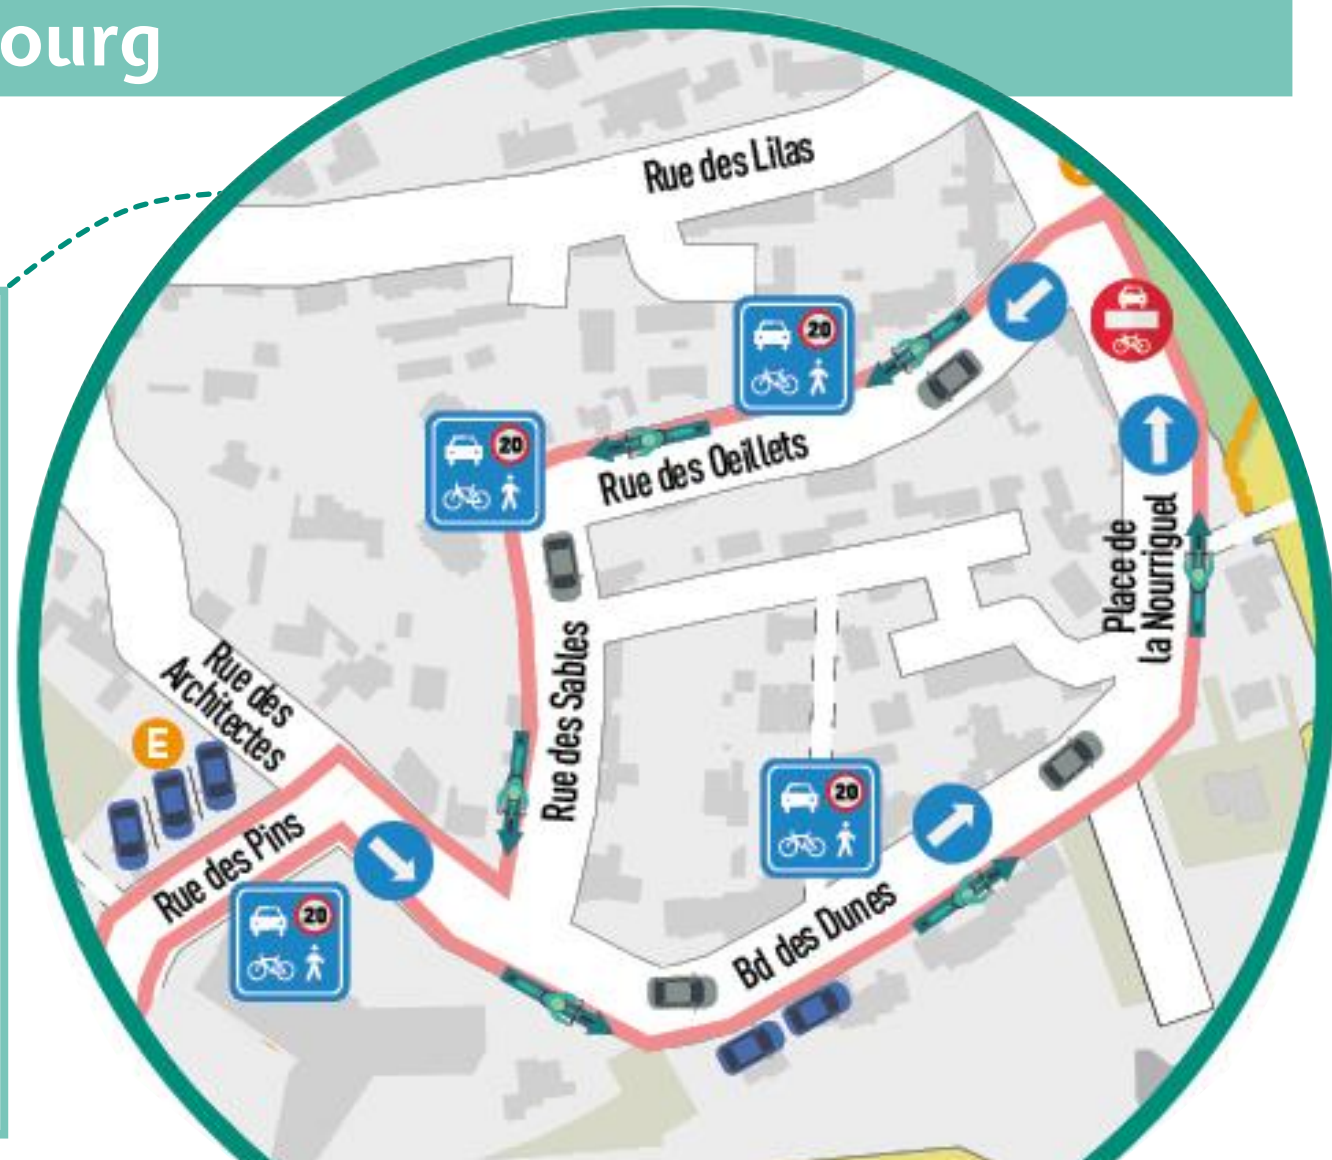 ourg
Rue des Lilas
20
20
Rue des Oeillets
Place de
la Nourriguel
Rue des
Architectes
Rue des Sables
E
20
Rue des Pins
20
Bd des Dunes